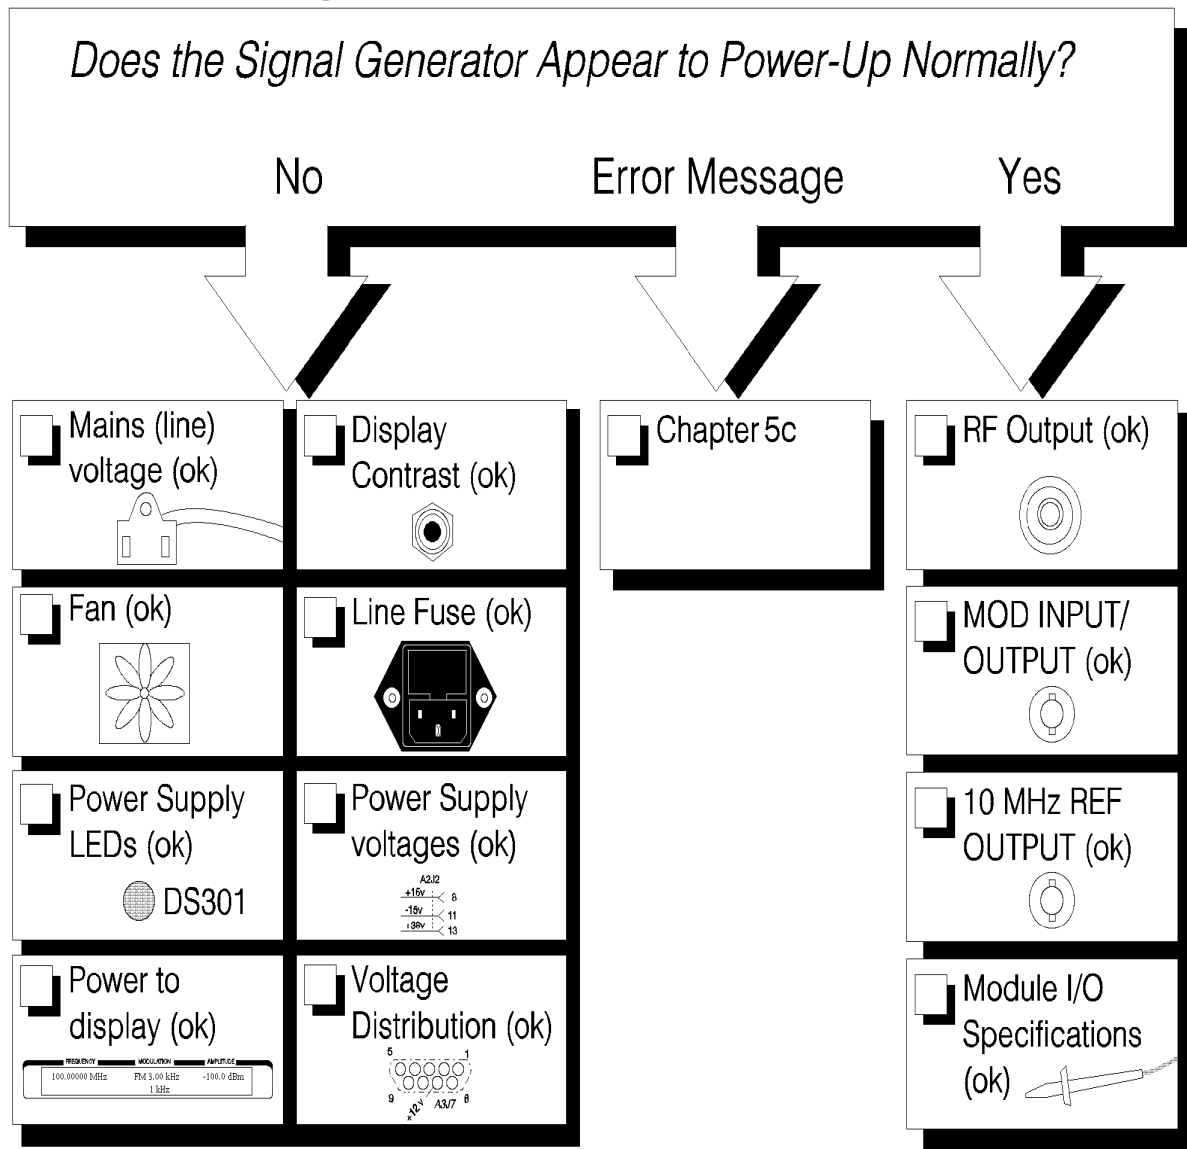 Does the Signal Generator Appear to Power-Up Normally?
No
Error Message
Yes
Mains (line)
voltage (ok)
Display
Contrast (ok)
Fan (ok)
Line Fuse (ok)
Power Supply
LEDs (ok)
DS301
Power Supply
voltages (ok)
A2J2
+16v
8
-15v
11
+36v
13
Power to
display (ok)
FREQUENCY
MODULATION
AMPLITUDE
100.00000 MHz
FM 3.00 kHz
-100.0 dBm
1 kHz
Voltage
Distribution (ok)
5
1
9
6
+12v
A3J7
Chapter 5c
RF Output (ok)
MOD INPUT/
OUTPUT (ok)
10 MHz REF
OUTPUT (ok)
Module I/O
Specifications
(ok)